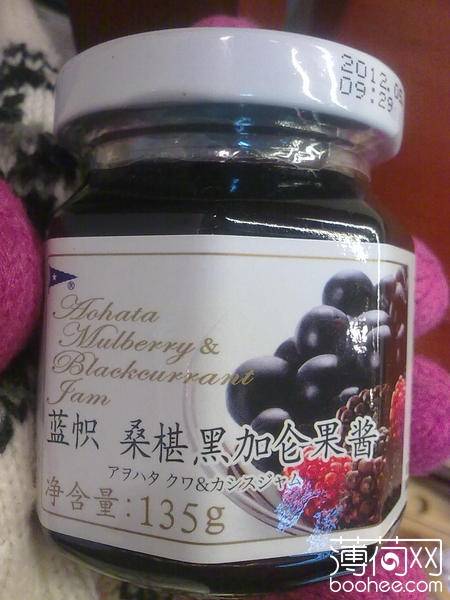 2012.0
09:29
®
Aohata
Mulberry &
Blackcurrant
Jam
蓝帜 桑椹黑加仑果酱
アヲハタ クワ&カシスジャム
净含量:135g
薄荷网
boohee.com